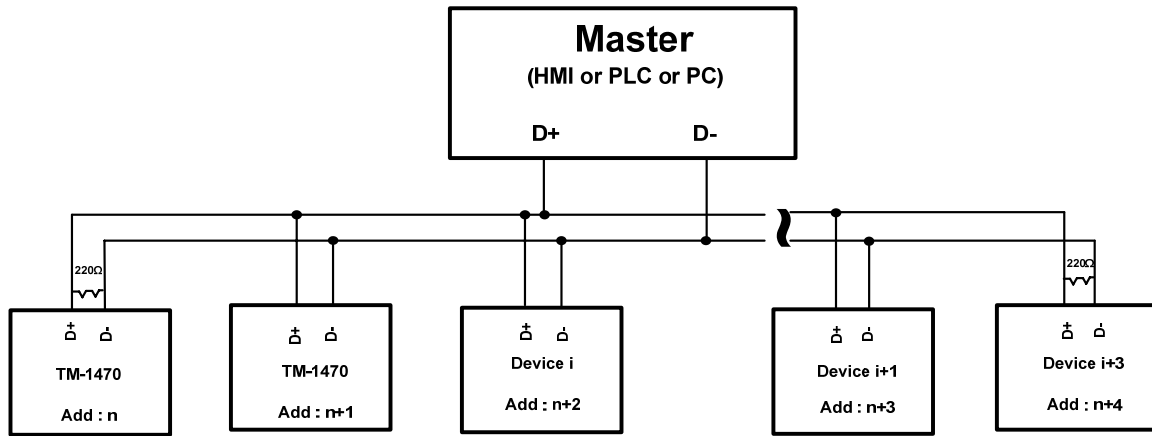 Master
(HMI or PLC or PC)
D+ D-
220Ω 220Ω
D+ D- D+ D- D+ D- D+ D- D+ D-
TM-1470 TM-1470 Device i Device i+1 Device i+3
Add : n Add : n+1 Add : n+2 Add : n+3 Add : n+4